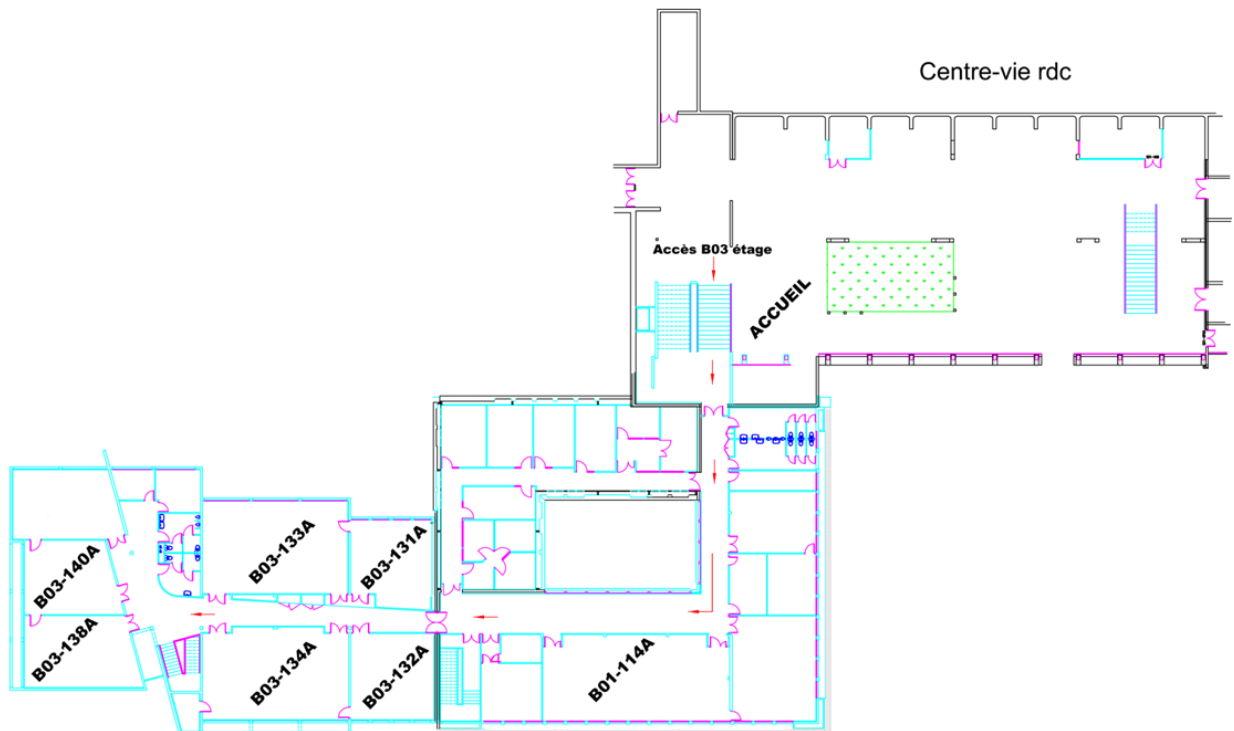 Centre-vie rdc
Accès B03 étage
ACCUEIL
B03-140A
B03-133A
B03-131A
B03-138A
B03-134A
B03-132A
B01-114A